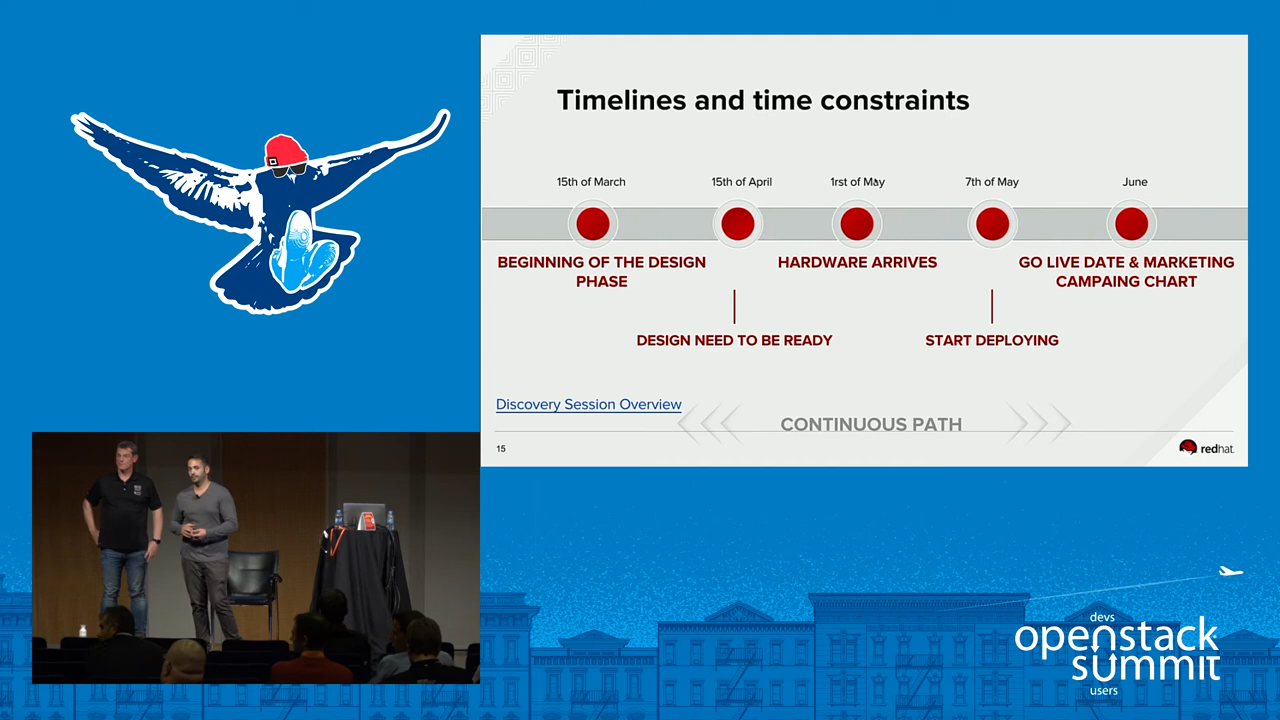 Timelines and time constraints
15th of March
15th of April
1rst of May
7th of May
June
BEGINNING OF THE DESIGN
PHASE
HARDWARE ARRIVES
GO LIVE DATE & MARKETING
CAMPAING CHART
DESIGN NEED TO BE READY
START DEPLOYING
Discovery Session Overview
CONTINUOUS PATH
15
redhat.
devs
openstack
summit
users